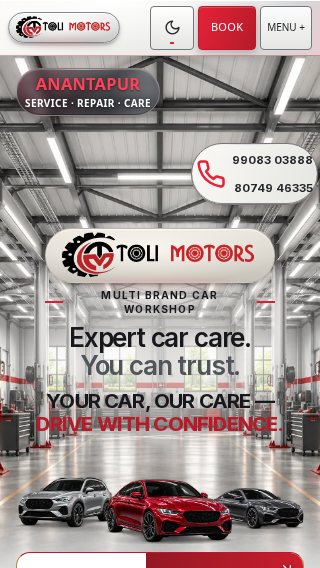 TOLI MOTORS
BOOK
MENU +
ANANTAPUR
SERVICE · REPAIR · CARE
99083 03888
80749 46335
TOLI MOTORS
MULTI BRAND CAR
WORKSHOP
Expert car care.
You can trust.
YOUR CAR, OUR CARE —
DRIVE WITH CONFIDENCE.